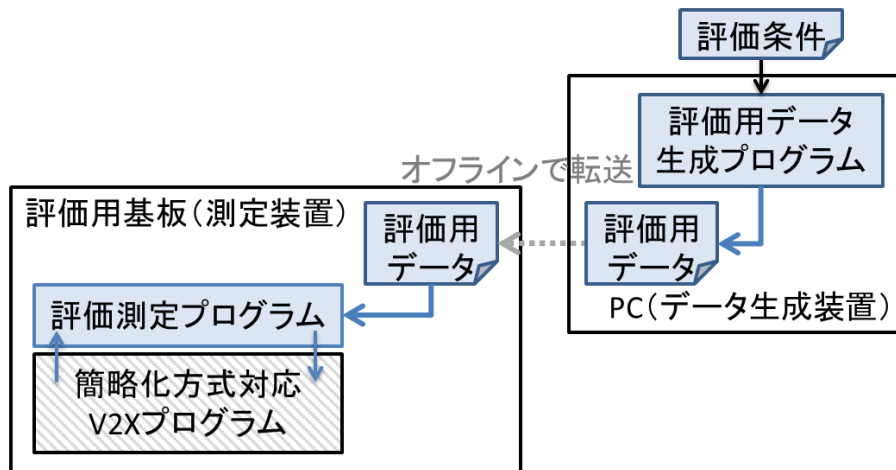 評価条件
評価用データ
生成プログラム
オフラインで転送
評価用
データ
PC(データ生成装置)
評価用基板(測定装置)
評価用
データ
評価測定プログラム
簡略化方式対応
V2Xプログラム